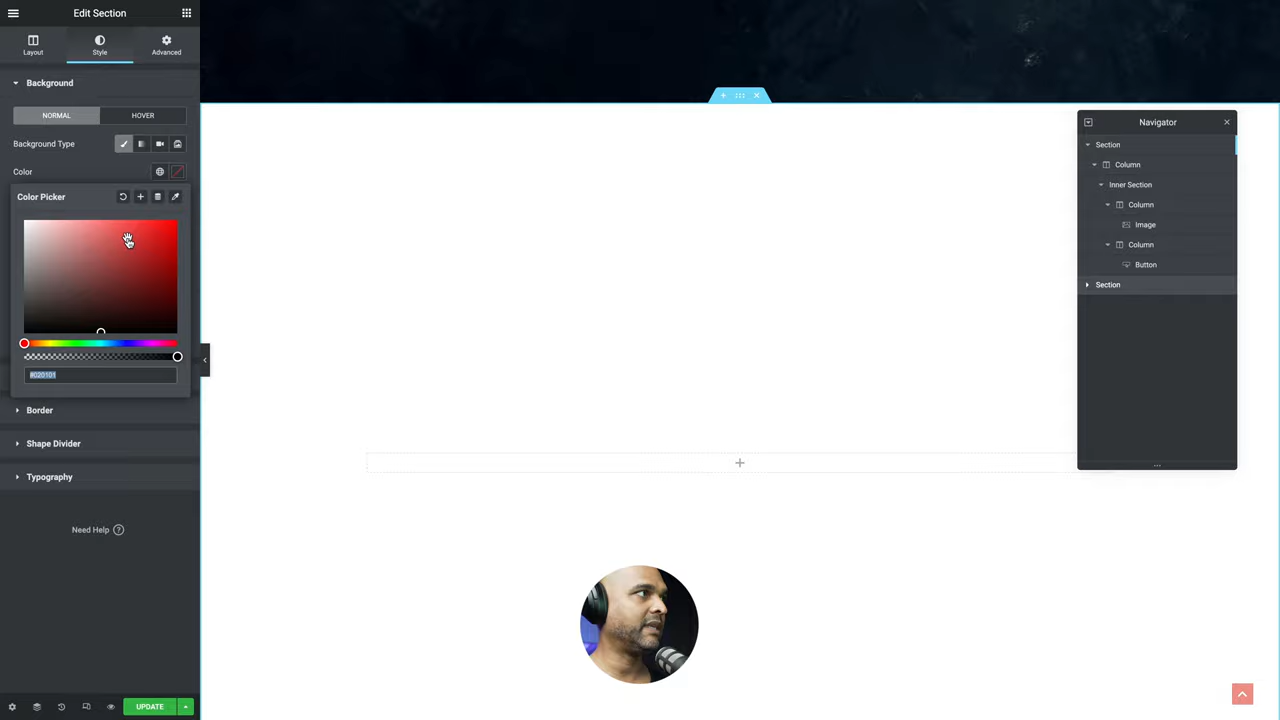 Edit Section
Layout
Style
Advanced
Background
NORMAL
HOVER
Background Type
Color
Color Picker
#020101
Border
Shape Divider
Typography
Need Help
UPDATE
Navigator
Section
Column
Inner Section
Column
Image
Column
Button
Section